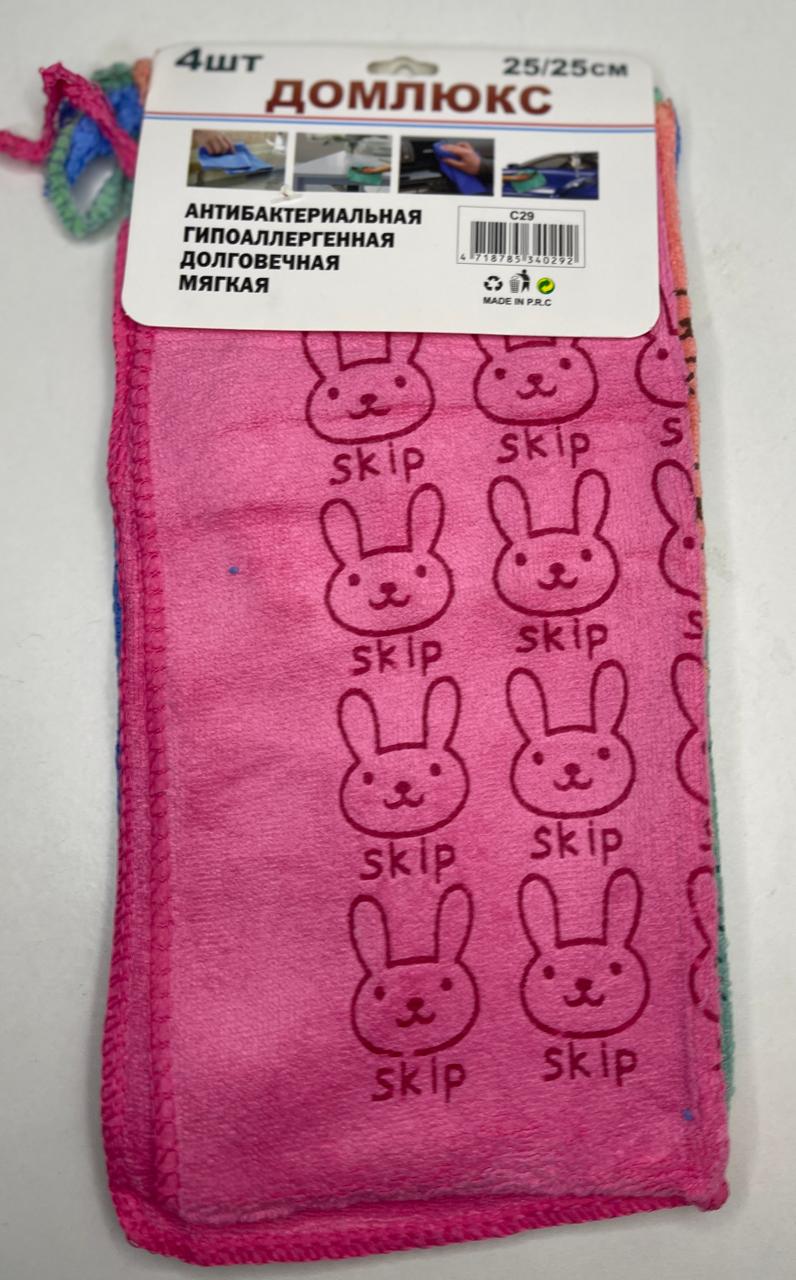 4шт 25/25см
ДОМЛЮКС
АНТИБАКТЕРИАЛЬНАЯ
ГИПОАЛЛЕРГЕННАЯ
ДОЛГОВЕЧНАЯ
МЯГКАЯ
C29
4 718785 340292
MADE IN P.R.C
skip skip s
skip skip s
skip skip s
skip skip